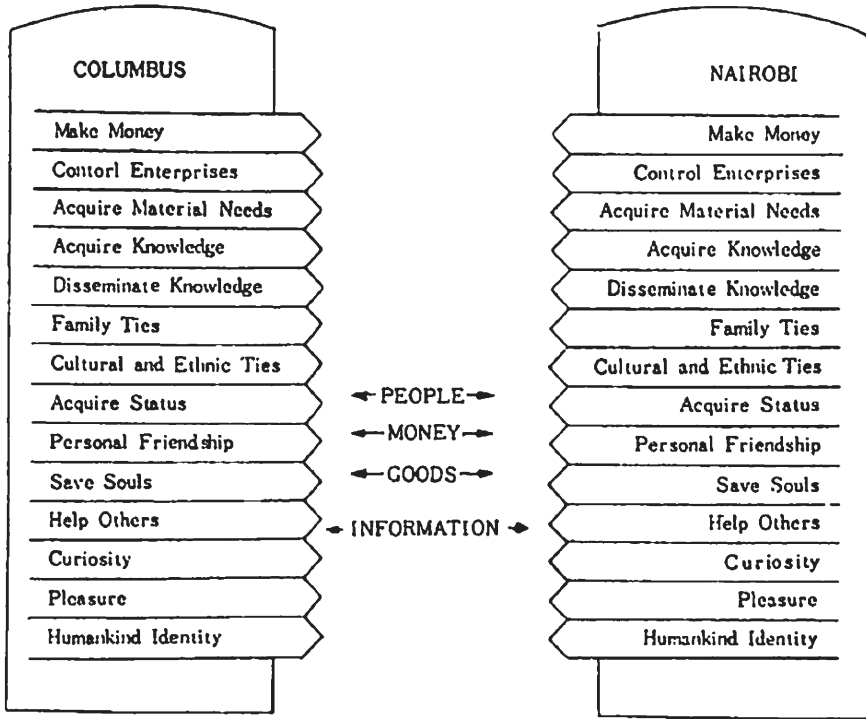 COLUMBUS
Make Money
Contorl Enterprises
Acquire Material Needs
Acquire Knowledge
Disseminate Knowledge
Family Ties
Cultural and Ethnic Ties
Acquire Status
Personal Friendship
Save Souls
Help Others
Curiosity
Pleasure
Humankind Identity
PEOPLE
MONEY
GOODS
INFORMATION
NAIROBI
Make Money
Control Enterprises
Acquire Material Needs
Acquire Knowledge
Disseminate Knowledge
Family Ties
Cultural and Ethnic Ties
Acquire Status
Personal Friendship
Save Souls
Help Others
Curiosity
Pleasure
Humankind Identity